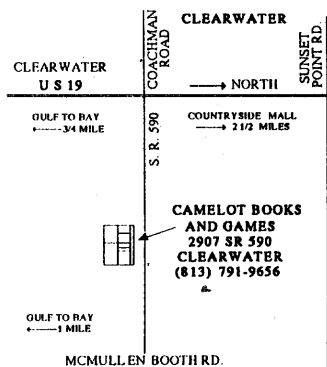 CLEARWATER
COACHMAN
ROAD
SUNSET
POINT RD.
CLEARWATER
U S 19
NORTH
GULF TO BAY
3/4 MILE
S. R. 590
COUNTRYSIDE MALL
2 1/2 MILES
CAMELOT BOOKS
AND GAMES
2907 SR 590
CLEARWATER
(813) 791-9656
GULF TO BAY
1 MILE
MCMULLEN BOOTH RD.